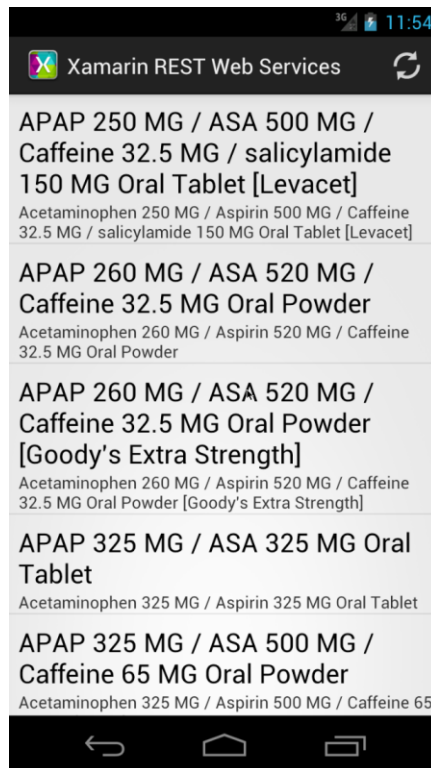 3G 11:54
Xamarin REST Web Services
APAP 250 MG / ASA 500 MG /
Caffeine 32.5 MG / salicylamide
150 MG Oral Tablet [Levacet]
Acetaminophen 250 MG / Aspirin 500 MG / Caffeine
32.5 MG / salicylamide 150 MG Oral Tablet [Levacet]
APAP 260 MG / ASA 520 MG /
Caffeine 32.5 MG Oral Powder
Acetaminophen 260 MG / Aspirin 520 MG / Caffeine
32.5 MG Oral Powder
APAP 260 MG / ASA 520 MG /
Caffeine 32.5 MG Oral Powder
[Goody's Extra Strength]
Acetaminophen 260 MG / Aspirin 520 MG / Caffeine
32.5 MG Oral Powder [Goody's Extra Strength]
APAP 325 MG / ASA 325 MG Oral
Tablet
Acetaminophen 325 MG / Aspirin 325 MG Oral Tablet
APAP 325 MG / ASA 500 MG /
Caffeine 65 MG Oral Powder
Acetaminophen 325 MG / Aspirin 500 MG / Caffeine 65